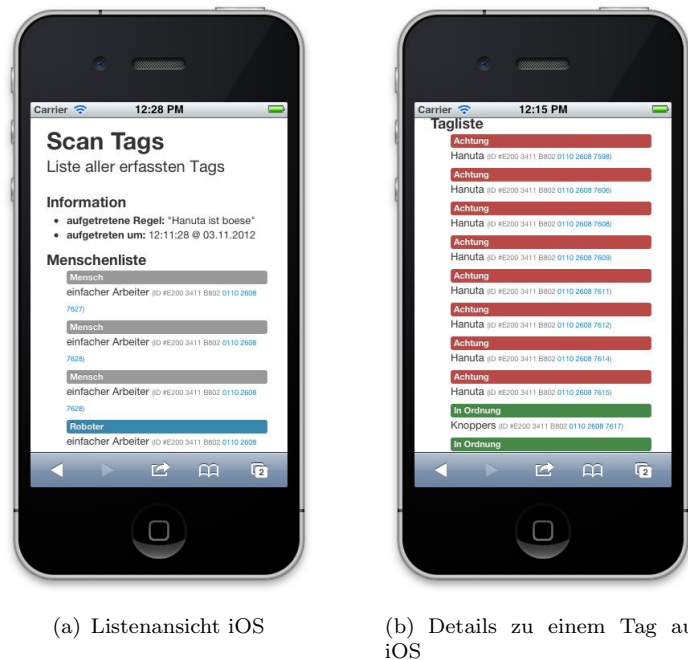 Carrier 12:28 PM
Scan Tags
Liste aller erfassten Tags
Information
• aufgetretene Regel: "Hanuta ist boese"
• aufgetreten um: 12:11:28 @ 03.11.2012
Menschenliste
Mensch
einfacher Arbeiter (ID #E200 3411 B802 0110 2608
7627)
Mensch
einfacher Arbeiter (ID #E200 3411 B802 0110 2608
7628)
Mensch
einfacher Arbeiter (ID #E200 3411 B802 0110 2608
7628)
Roboter
einfacher Arbeiter (ID #E200 3411 B802 0110 2608
2
(a) Listenansicht iOS
Carrier 12:15 PM
Tagliste
Achtung
Hanuta (ID #E200 3411 B802 0110 2608 7598)
Achtung
Hanuta (ID #E200 3411 B802 0110 2608 7606)
Achtung
Hanuta (ID #E200 3411 B802 0110 2608 7608)
Achtung
Hanuta (ID #E200 3411 B802 0110 2608 7609)
Achtung
Hanuta (ID #E200 3411 B802 0110 2608 7611)
Achtung
Hanuta (ID #E200 3411 B802 0110 2608 7612)
Achtung
Hanuta (ID #E200 3411 B802 0110 2608 7614)
Achtung
Hanuta (ID #E200 3411 B802 0110 2608 7615)
In Ordnung
Knoppers (ID #E200 3411 B802 0110 2608 7617)
In Ordnung
2
(b) Details zu einem Tag au
iOS